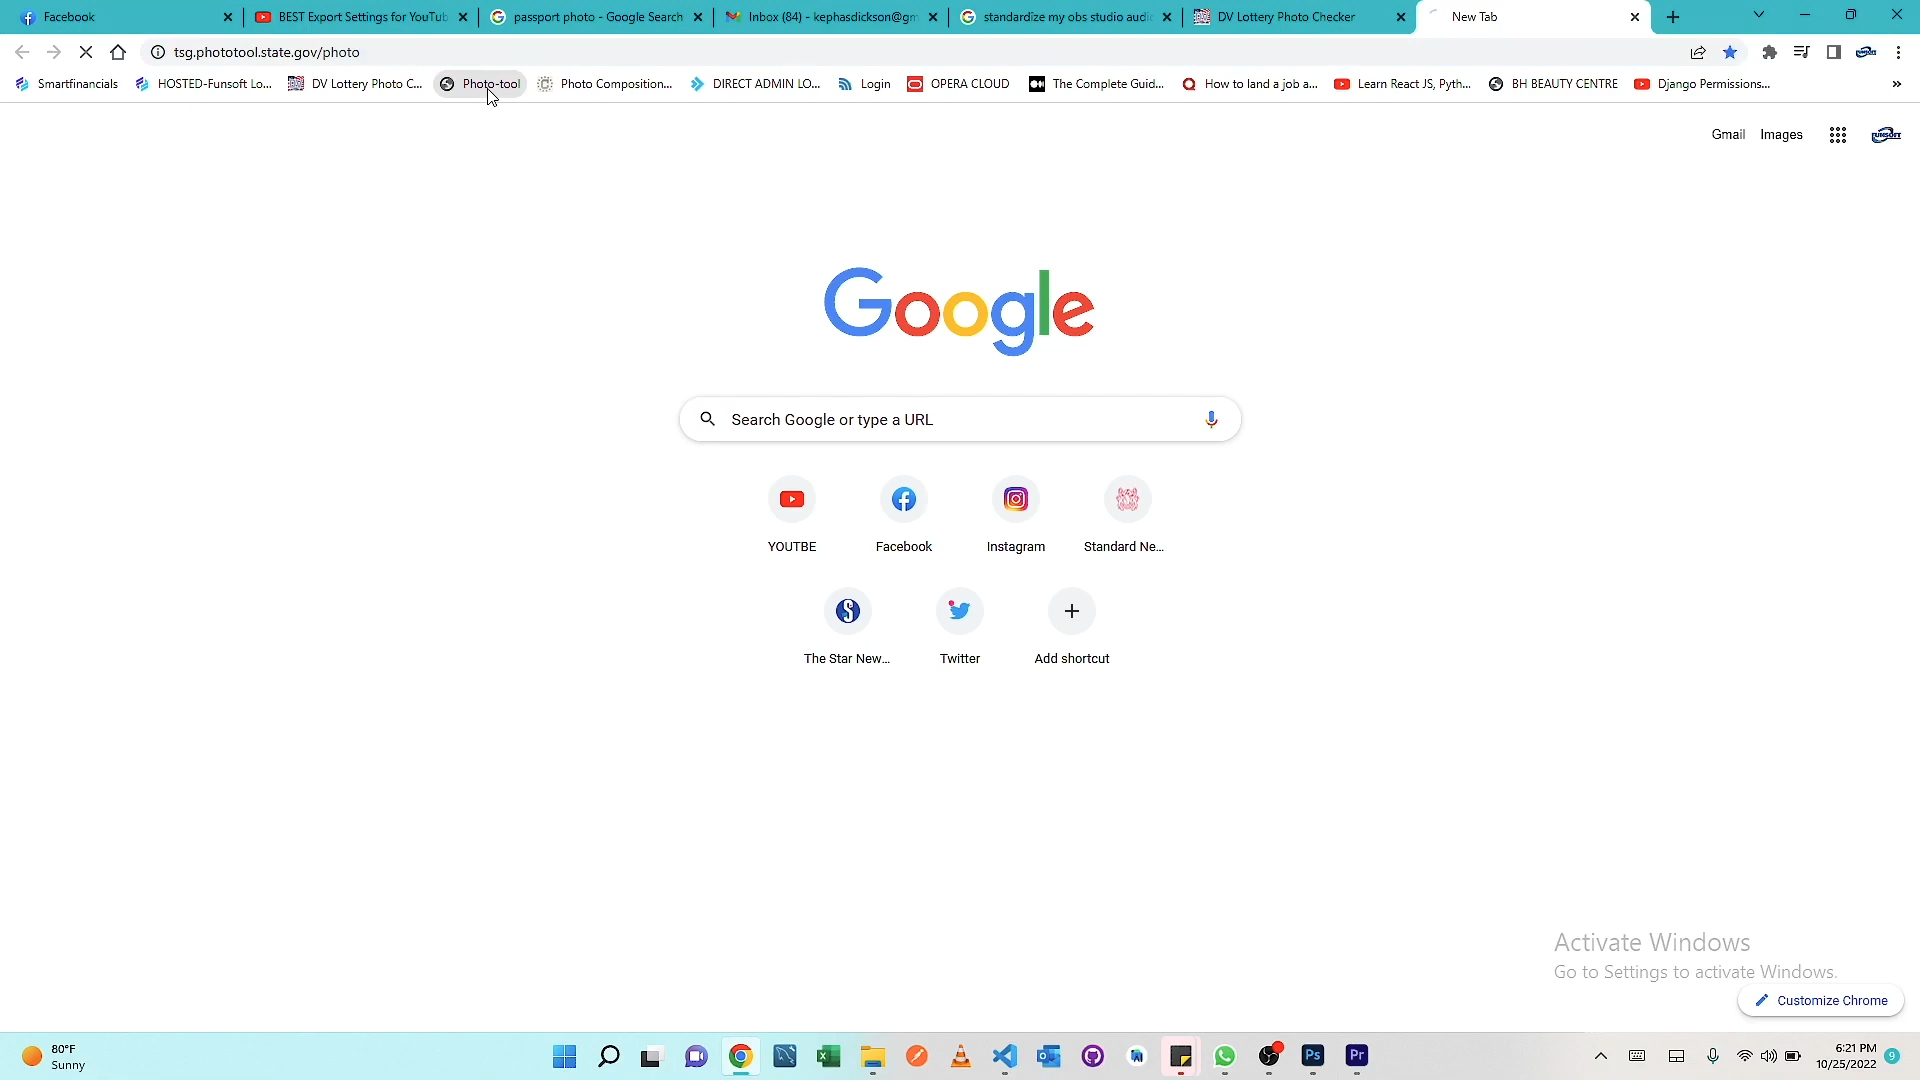 Facebook
BEST Export Settings for YouTub
passport photo - Google Search
Inbox (84) - kephasdickson@gm
standardize my obs studio audio
DV Lottery Photo Checker
New Tab
tsg.phototool.state.gov/photo
Smartfinancials
HOSTED-Funsoft Lo...
DV Lottery Photo C...
Photo-tool
Photo Composition...
DIRECT ADMIN LO...
Login
OPERA CLOUD
The Complete Guid...
How to land a job a...
Learn React JS, Pyth...
BH BEAUTY CENTRE
Django Permissions...
»
Gmail
Images
Google
Search Google or type a URL
YOUTBE
Facebook
Instagram
Standard Ne...
The Star New...
Twitter
Add shortcut
Activate Windows
Go to Settings to activate Windows.
Customize Chrome
80°F
Sunny
Ps
Pr
6:21 PM
10/25/2022
9